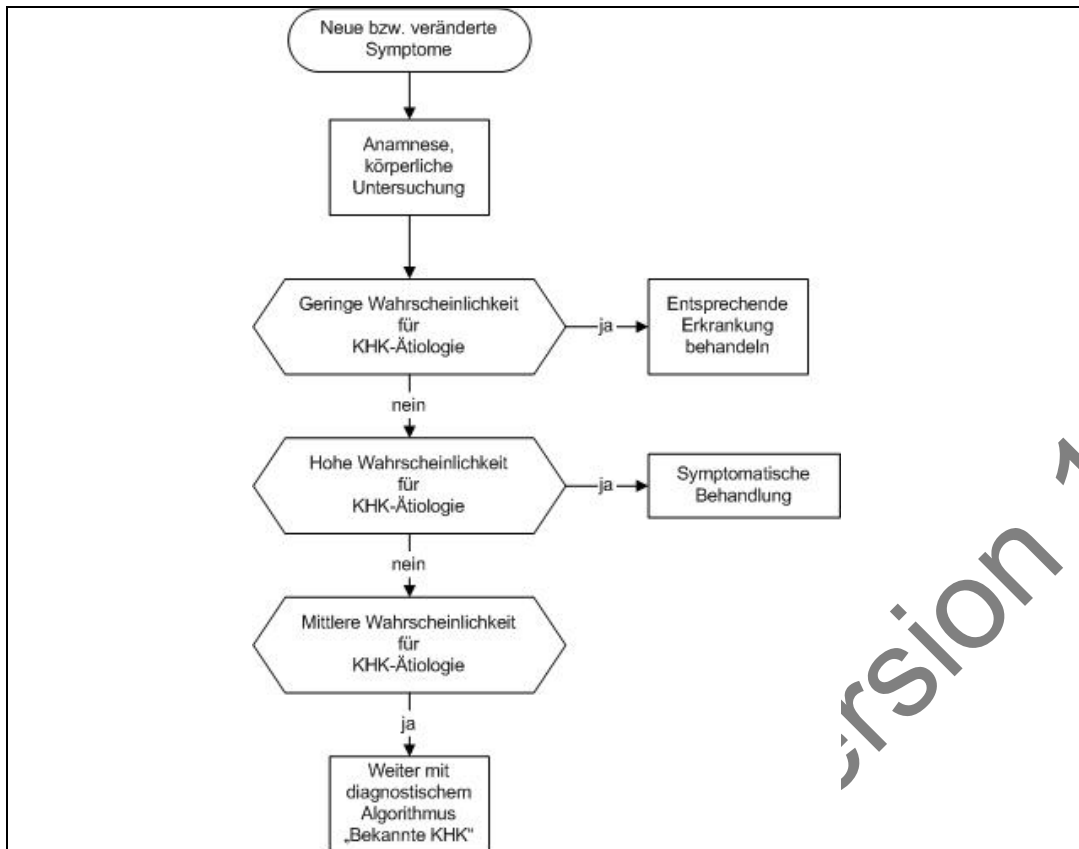 Neue bzw. veränderte
Symptome
Anamnese,
körperliche
Untersuchung
Geringe Wahrscheinlichkeit
für
KHK-Ätiologie
ja
Entsprechende
Erkrankung
behandeln
nein
Hohe Wahrscheinlichkeit
für
KHK-Ätiologie
ja
Symptomatische
Behandlung
nein
Mittlere Wahrscheinlichkeit
für
KHK-Ätiologie
ja
Weiter mit
diagnostischem
Algorithmus
„Bekannte KHK“